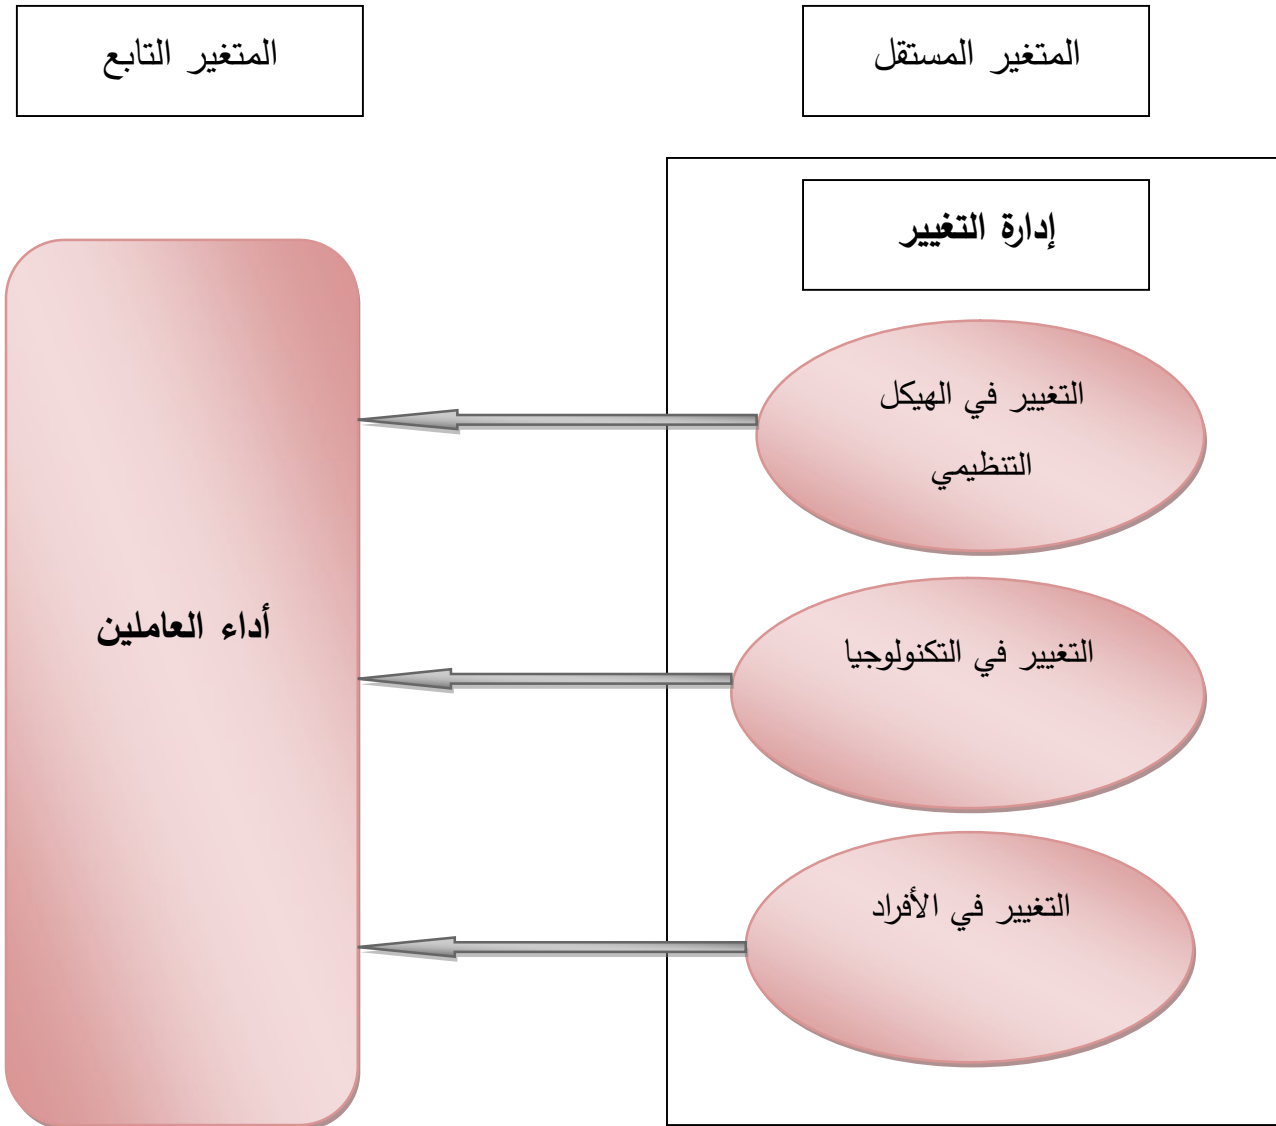 المتغير المستقل
المتغير التابع
إدارة التغيير
التغيير في الهيكل
التنظيمي
التغيير في التكنولوجيا
التغيير في الأفراد
أداء العاملين